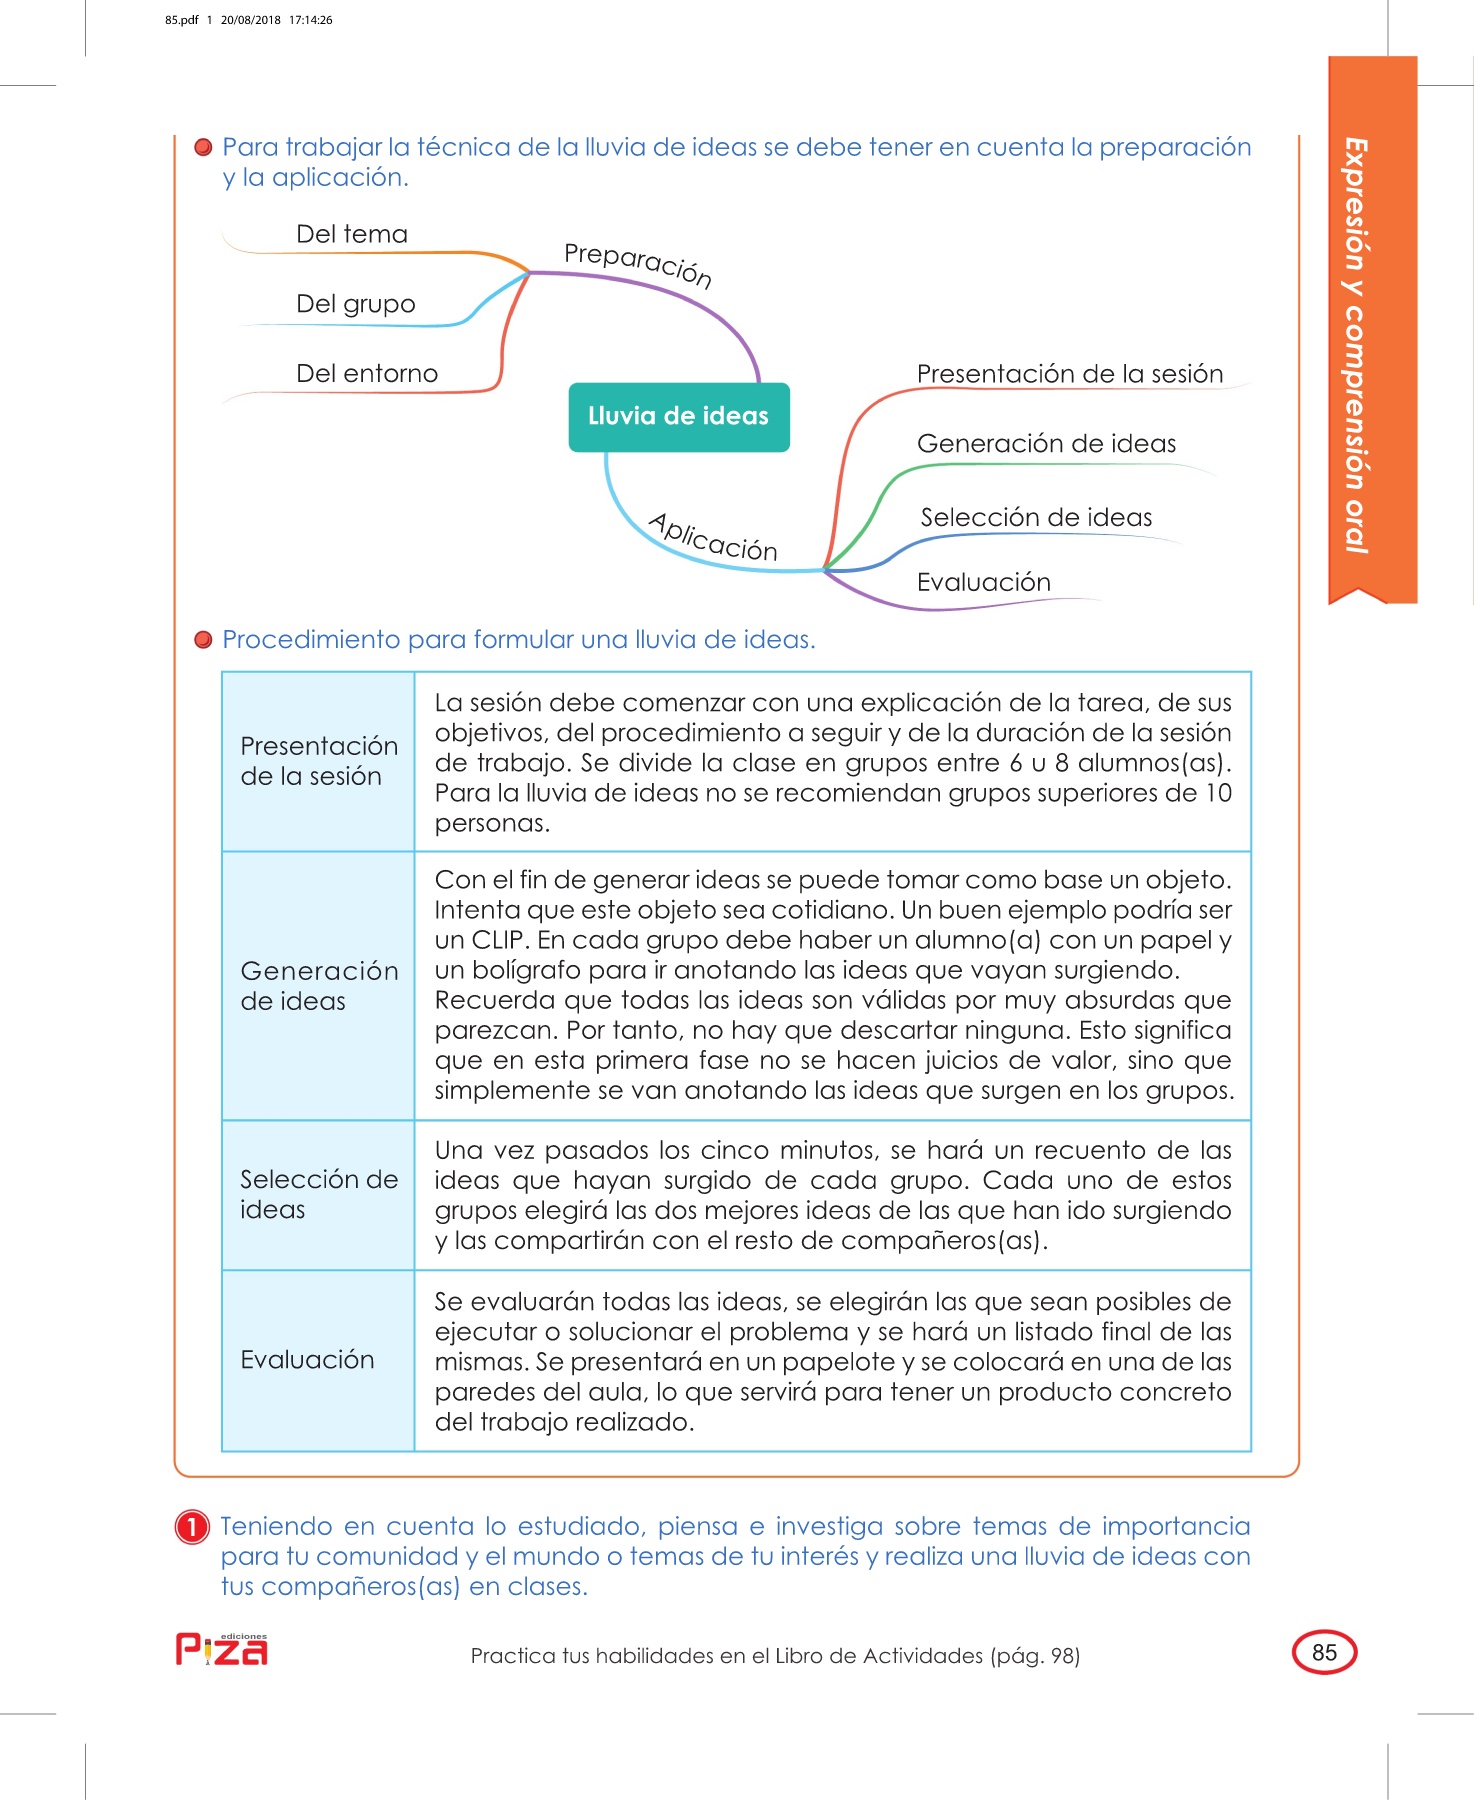 85.pdf 1 20/08/2018 17:14:26
Expresión y comprensión oral
Para trabajar la técnica de la lluvia de ideas se debe tener en cuenta la preparación
y la aplicación.
Del tema
Del grupo
Del entorno
Preparación
Lluvia de ideas
Aplicación
Presentación de la sesión
Generación de ideas
Selección de ideas
Evaluación
Procedimiento para formular una lluvia de ideas.
Presentación
de la sesión
La sesión debe comenzar con una explicación de la tarea, de sus
objetivos, del procedimiento a seguir y de la duración de la sesión
de trabajo. Se divide la clase en grupos entre 6 u 8 alumnos(as).
Para la lluvia de ideas no se recomiendan grupos superiores de 10
personas.
Generación
de ideas
Con el fin de generar ideas se puede tomar como base un objeto.
Intenta que este objeto sea cotidiano. Un buen ejemplo podría ser
un CLIP. En cada grupo debe haber un alumno(a) con un papel y
un bolígrafo para ir anotando las ideas que vayan surgiendo.
Recuerda que todas las ideas son válidas por muy absurdas que
parezcan. Por tanto, no hay que descartar ninguna. Esto significa
que en esta primera fase no se hacen juicios de valor, sino que
simplemente se van anotando las ideas que surgen en los grupos.
Selección de
ideas
Una vez pasados los cinco minutos, se hará un recuento de las
ideas que hayan surgido de cada grupo. Cada uno de estos
grupos elegirá las dos mejores ideas de las que han ido surgiendo
y las compartirán con el resto de compañeros(as).
Evaluación
Se evaluarán todas las ideas, se elegirán las que sean posibles de
ejecutar o solucionar el problema y se hará un listado final de las
mismas. Se presentará en un papelote y se colocará en una de las
paredes del aula, lo que servirá para tener un producto concreto
del trabajo realizado.
1 Teniendo en cuenta lo estudiado, piensa e investiga sobre temas de importancia
para tu comunidad y el mundo o temas de tu interés y realiza una lluvia de ideas con
tus compañeros(as) en clases.
ediciones
Piza
Practica tus habilidades en el Libro de Actividades (pág. 98)
85